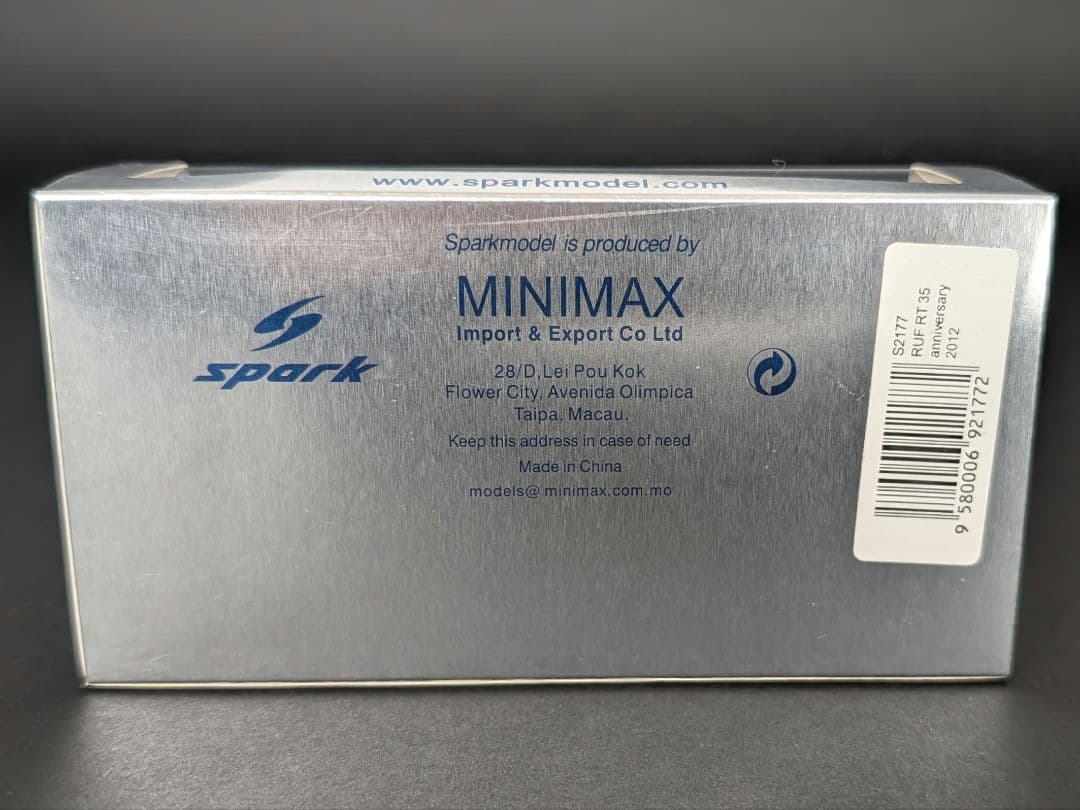 www.sparkmodel.com
Sparkmodel is produced by
MINIMAX
Import & Export Co Ltd
28/D,Lei Pou Kok
Flower City, Avenida Olimpica
Taipa, Macau.
Keep this address in case of need
Made in China
models@ minimax.com.mo
spark
S2177
RUF RT 35
anniversary
2012
9 580006 921772